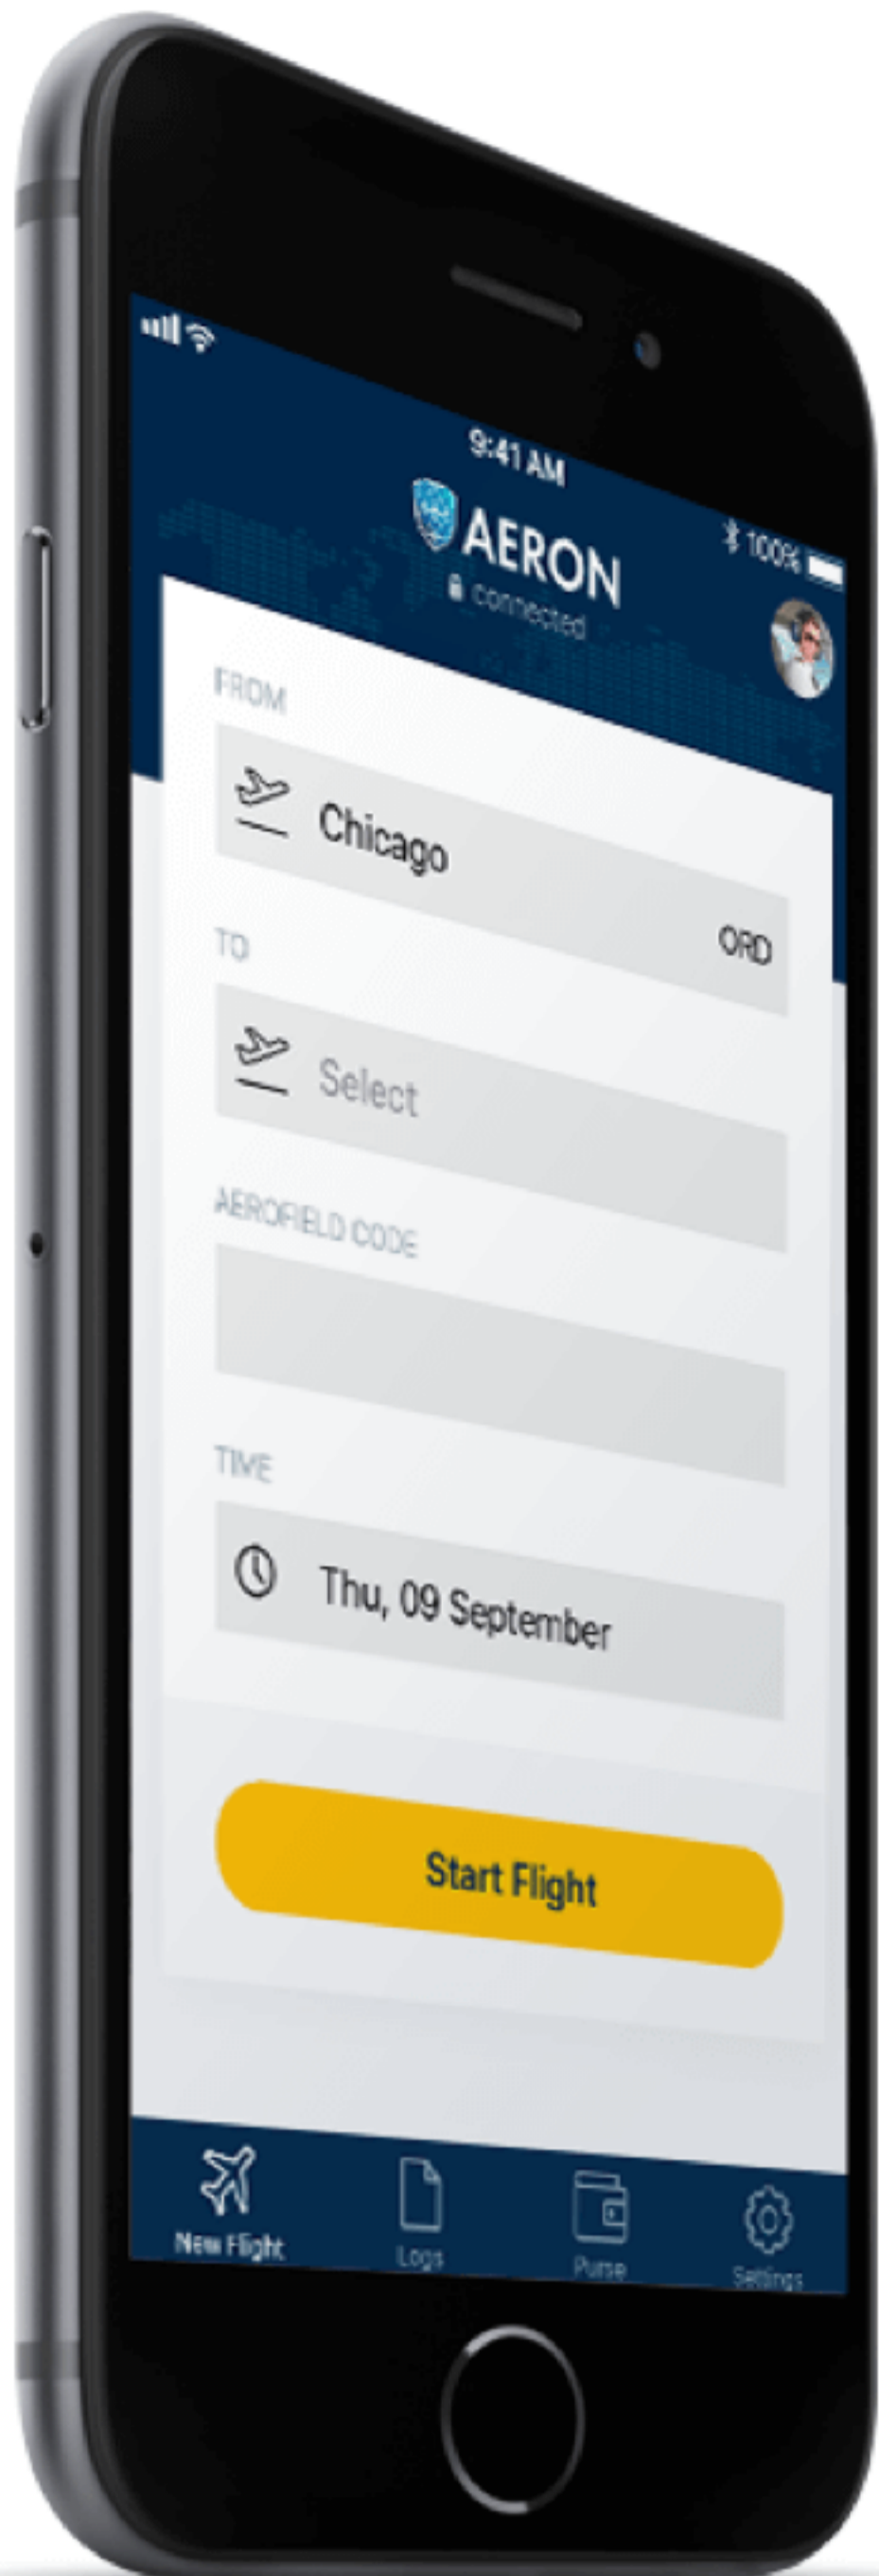 9:41 AM
100%
AERON
connected
FROM
Chicago
ORD
TO
Select
AEROFIELD CODE
TIME
Thu, 09 September
Start Flight
New Flight
Logs
Purse
Settings